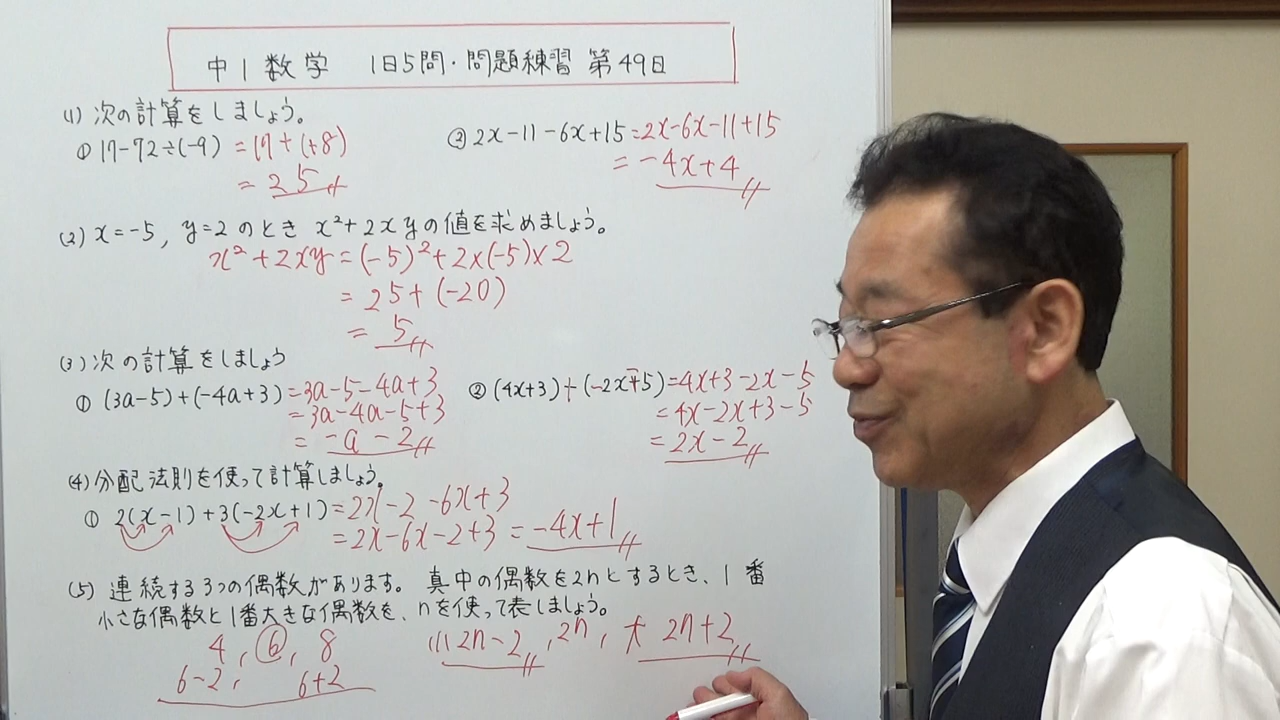 中1数学 1日5問・問題練習 第49日
(1) 次の計算をしましょう。
① 17-72÷(-9) =17+(+8)
=25
② 2x-11-6x+15=2x-6x-11+15
=-4x+4
(2) x=-5, y=2のとき x²+2xyの値を求めましょう。
x²+2xy=(-5)²+2×(-5)×2
=25+(-20)
=5
(3) 次の計算をしましょう
① (3a-5)+(-4a+3)=3a-5-4a+3
=3a-4a-5+3
=-a-2
② (4x+3)+(-2x-5)=4x+3-2x-5
=4x-2x+3-5
=2x-2
(4) 分配法則を使って計算しましょう。
① 2(x-1)+3(-2x+1)=2x-2-6x+3
=2x-6x-2+3=-4x+1
(5) 連続する3つの偶数があります。真中の偶数を2nとするとき、1番
小さな偶数と1番大きな偶数を、nを使って表しましょう。
4, 6, 8
6-2, 6+2
小 2n-2, 2n, 大 2n+2